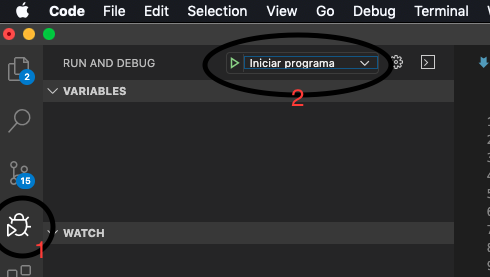 Code File Edit Selection View Go Debug Terminal
RUN AND DEBUG Iniciar programa
2
VARIABLES
2
15
1
WATCH